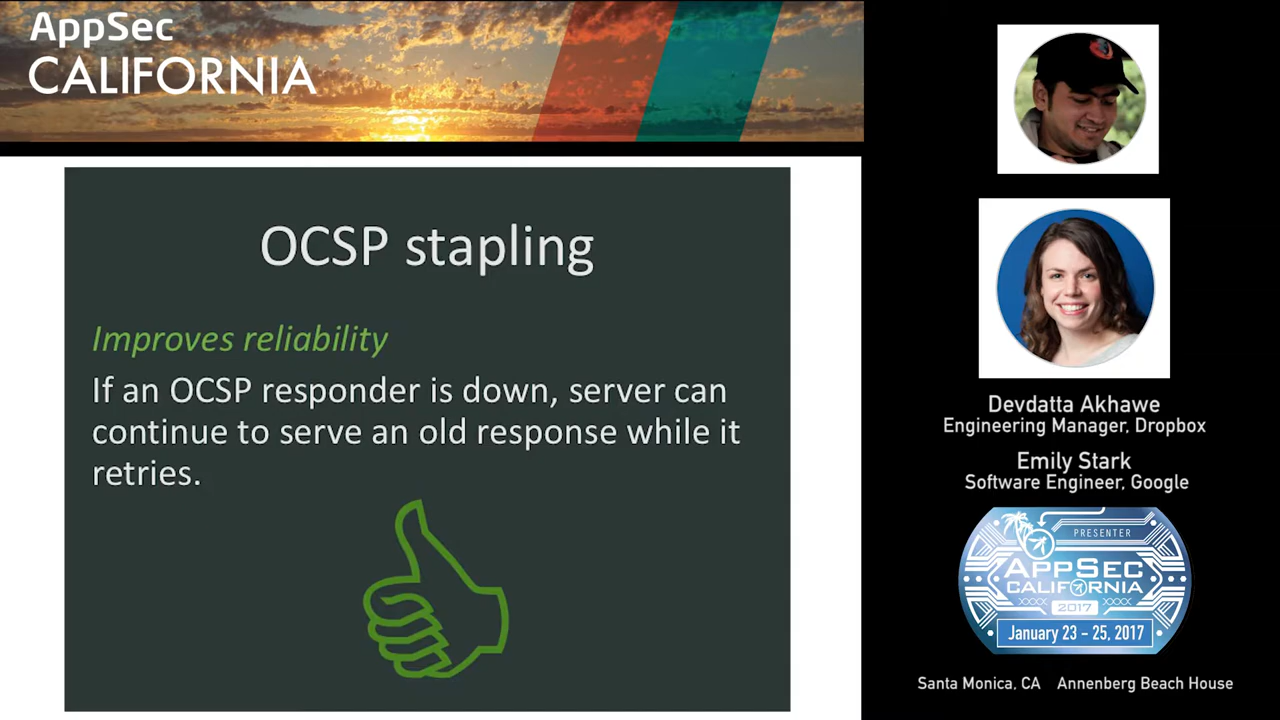 AppSec
CALIFORNIA
OCSP stapling
Improves reliability
If an OCSP responder is down, server can
continue to serve an old response while it
retries.
Devdatta Akhawe
Engineering Manager, Dropbox
Emily Stark
Software Engineer, Google
PRESENTER
APPSEC
CALIFORNIA
2017
January 23 – 25, 2017
Santa Monica, CA Annenberg Beach House